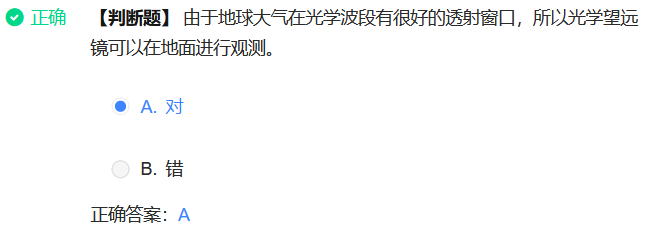 正确 【判断题】 由于地球大气在光学波段有很好的透射窗口，所以光学望远
镜可以在地面进行观测。
A. 对
B. 错
正确答案：A